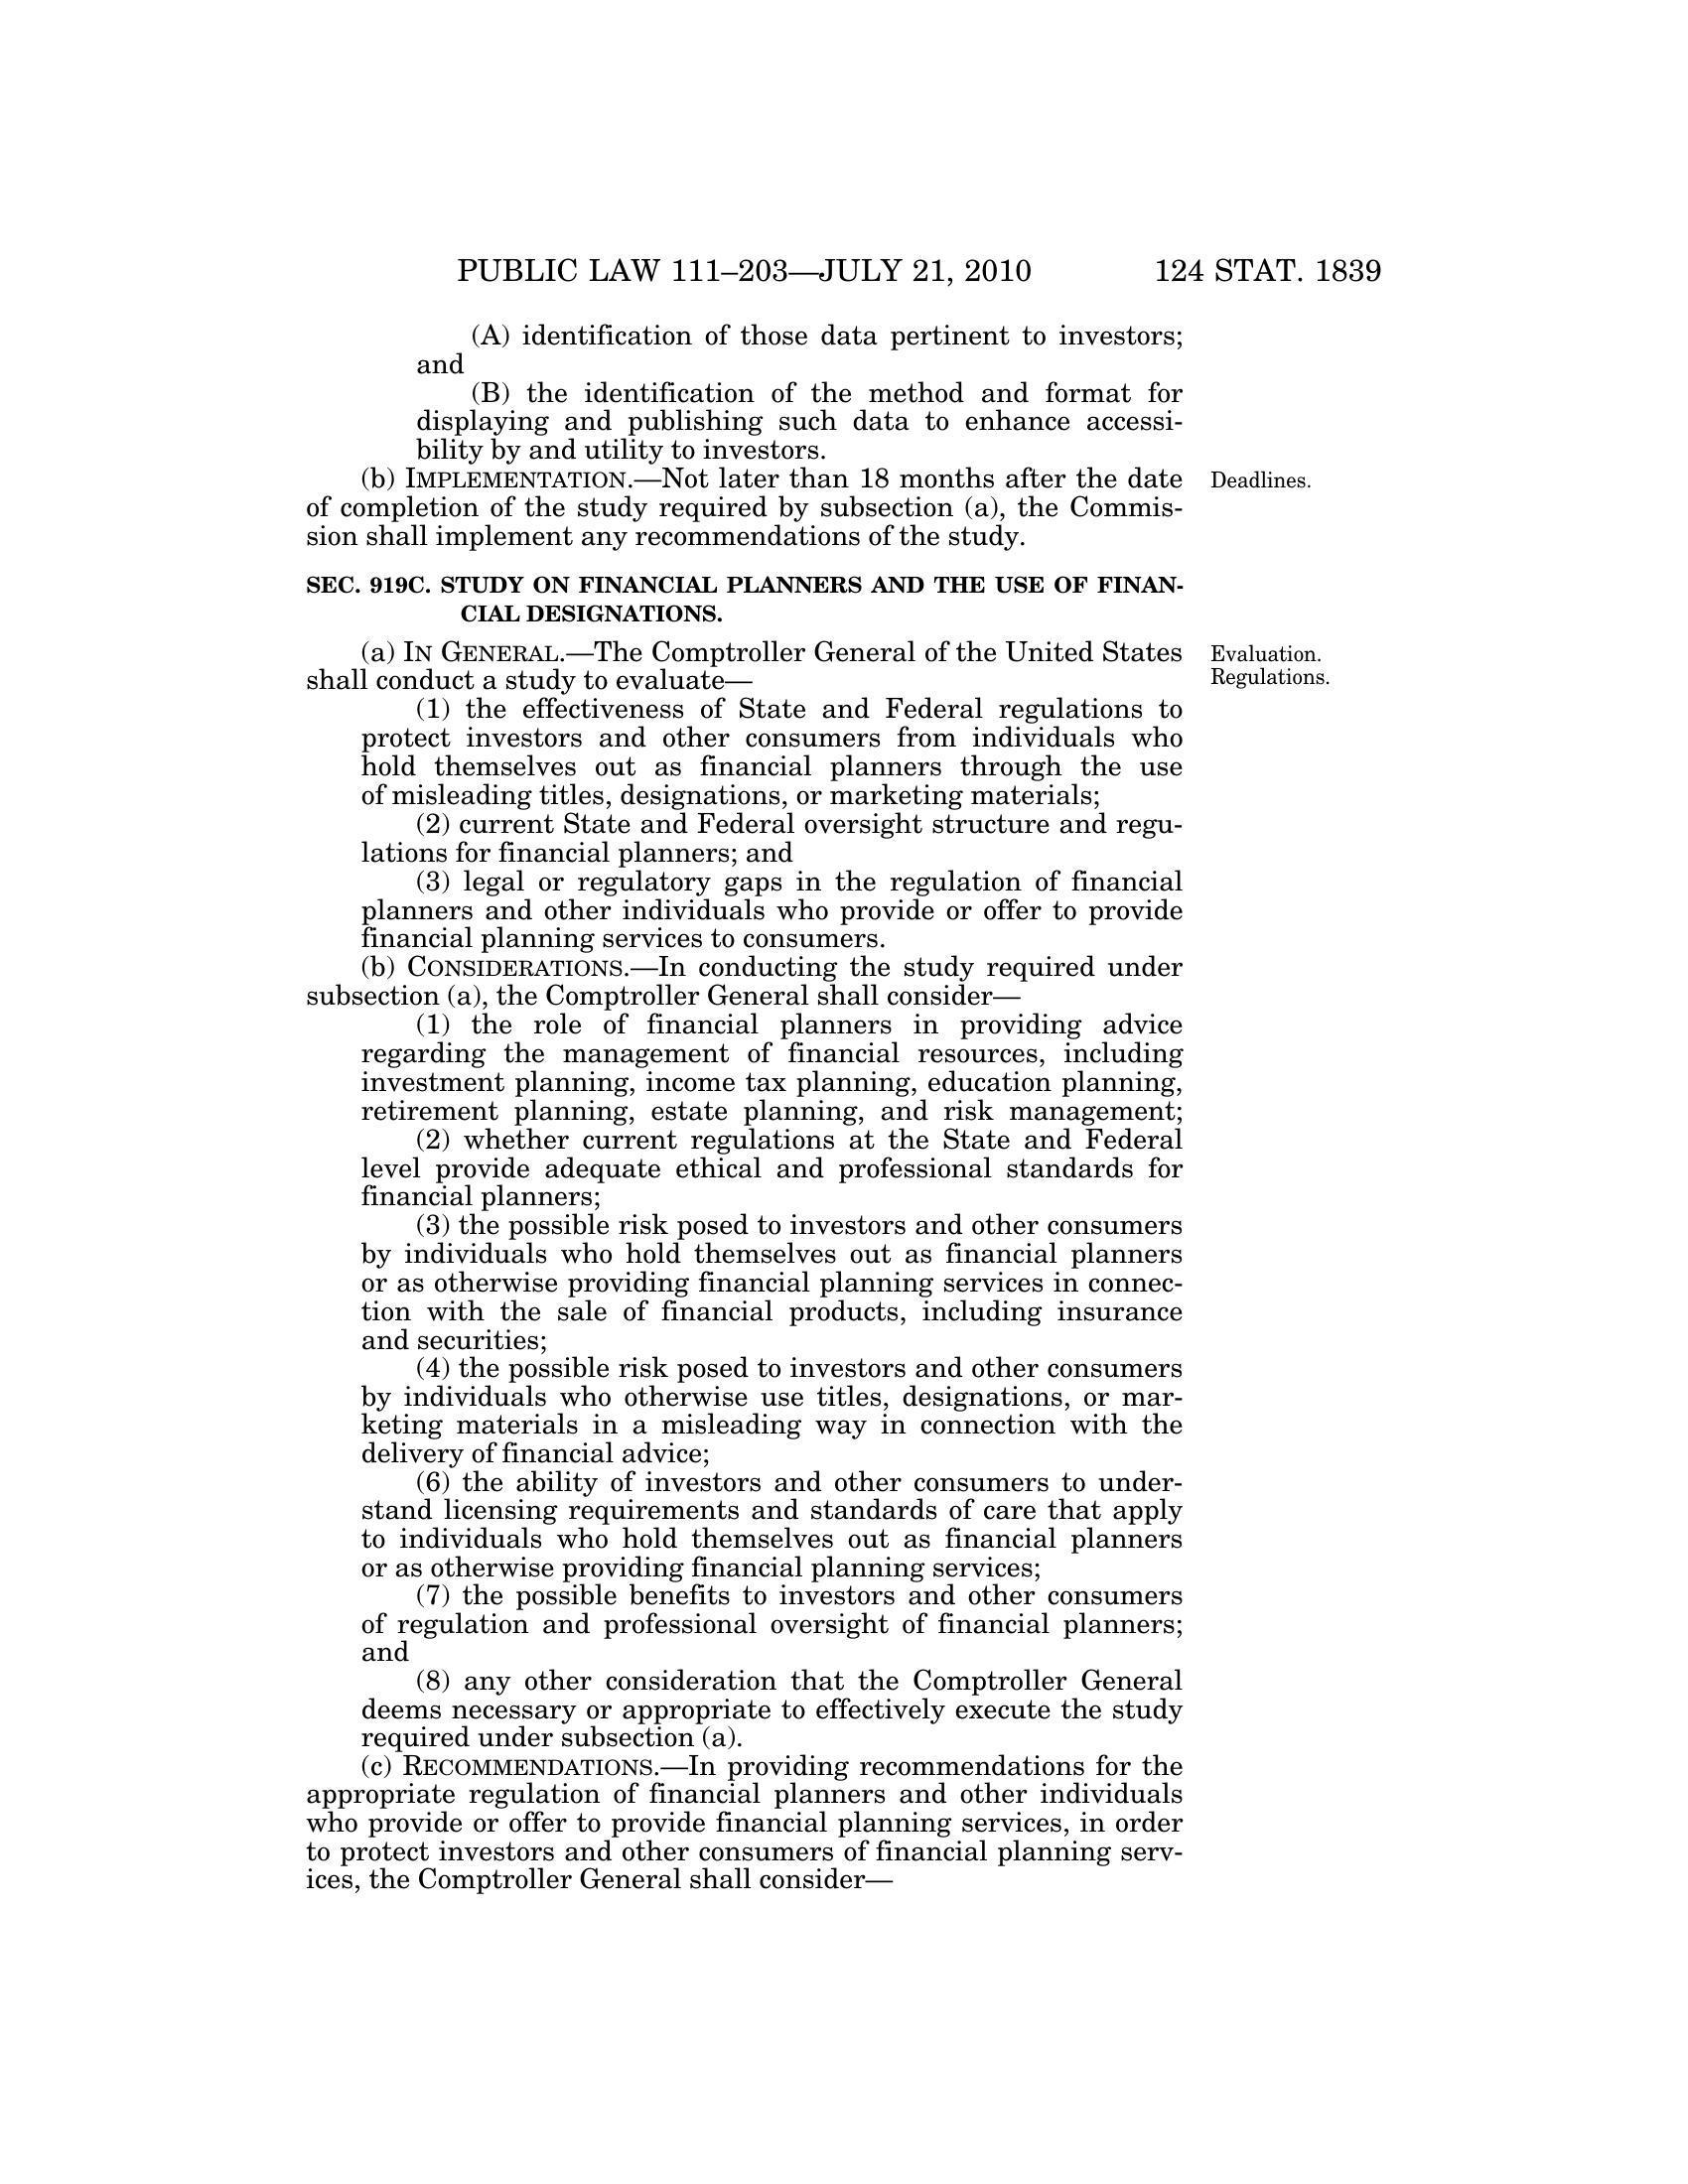 PUBLIC LAW 111–203—JULY 21, 2010 124 STAT. 1839
(A) identification of those data pertinent to investors;
and
(B) the identification of the method and format for
displaying and publishing such data to enhance accessi-
bility by and utility to investors.
(b) IMPLEMENTATION.—Not later than 18 months after the date
of completion of the study required by subsection (a), the Commis-
sion shall implement any recommendations of the study.
Deadlines.
SEC. 919C. STUDY ON FINANCIAL PLANNERS AND THE USE OF FINAN-
CIAL DESIGNATIONS.
(a) IN GENERAL.—The Comptroller General of the United States
shall conduct a study to evaluate—
Evaluation.
Regulations.
(1) the effectiveness of State and Federal regulations to
protect investors and other consumers from individuals who
hold themselves out as financial planners through the use
of misleading titles, designations, or marketing materials;
(2) current State and Federal oversight structure and regu-
lations for financial planners; and
(3) legal or regulatory gaps in the regulation of financial
planners and other individuals who provide or offer to provide
financial planning services to consumers.
(b) CONSIDERATIONS.—In conducting the study required under
subsection (a), the Comptroller General shall consider—
(1) the role of financial planners in providing advice
regarding the management of financial resources, including
investment planning, income tax planning, education planning,
retirement planning, estate planning, and risk management;
(2) whether current regulations at the State and Federal
level provide adequate ethical and professional standards for
financial planners;
(3) the possible risk posed to investors and other consumers
by individuals who hold themselves out as financial planners
or as otherwise providing financial planning services in connec-
tion with the sale of financial products, including insurance
and securities;
(4) the possible risk posed to investors and other consumers
by individuals who otherwise use titles, designations, or mar-
keting materials in a misleading way in connection with the
delivery of financial advice;
(6) the ability of investors and other consumers to under-
stand licensing requirements and standards of care that apply
to individuals who hold themselves out as financial planners
or as otherwise providing financial planning services;
(7) the possible benefits to investors and other consumers
of regulation and professional oversight of financial planners;
and
(8) any other consideration that the Comptroller General
deems necessary or appropriate to effectively execute the study
required under subsection (a).
(c) RECOMMENDATIONS.—In providing recommendations for the
appropriate regulation of financial planners and other individuals
who provide or offer to provide financial planning services, in order
to protect investors and other consumers of financial planning serv-
ices, the Comptroller General shall consider—